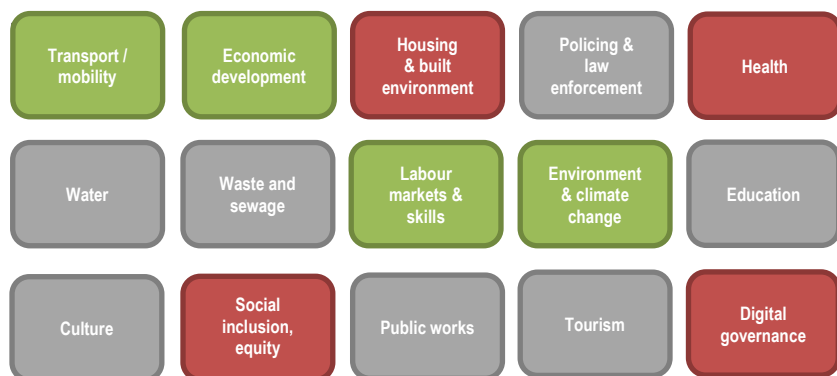 Transport /
mobility
Economic
development
Housing
& built
environment
Policing &
law
enforcement
Health
Water
Waste and
sewage
Labour
markets &
skills
Environment
& climate
change
Education
Culture
Social
inclusion,
equity
Public works
Tourism
Digital
governance